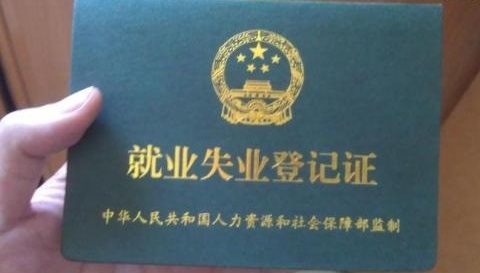 就业失业登记证
中华人民共和国人力资源和社会保障部监制